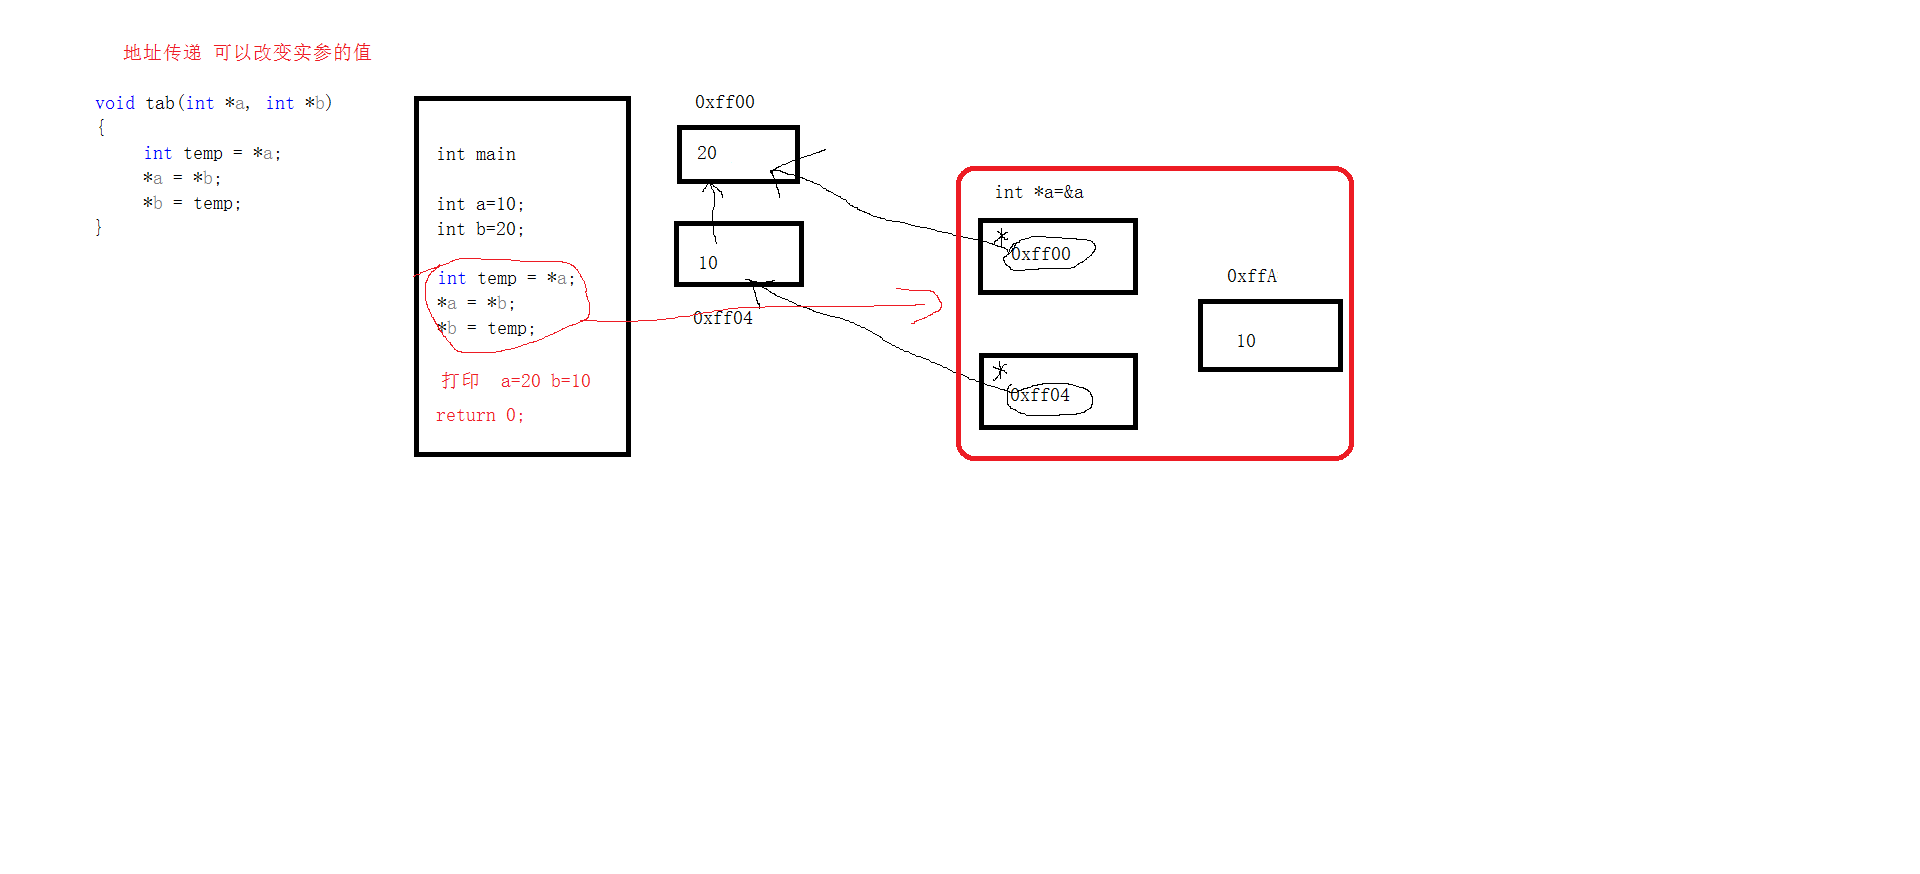 地址传递 可以改变实参的值
void tab(int *a, int *b)
{
int temp = *a;
*a = *b;
*b = temp;
}
int main
int a=10;
int b=20;
int temp = *a;
*a = *b;
*b = temp;
打印 a=20 b=10
return 0;
0xff00
20
10
0xff04
int *a=&a
*
0xff00
*
0xff04
0xffA
10